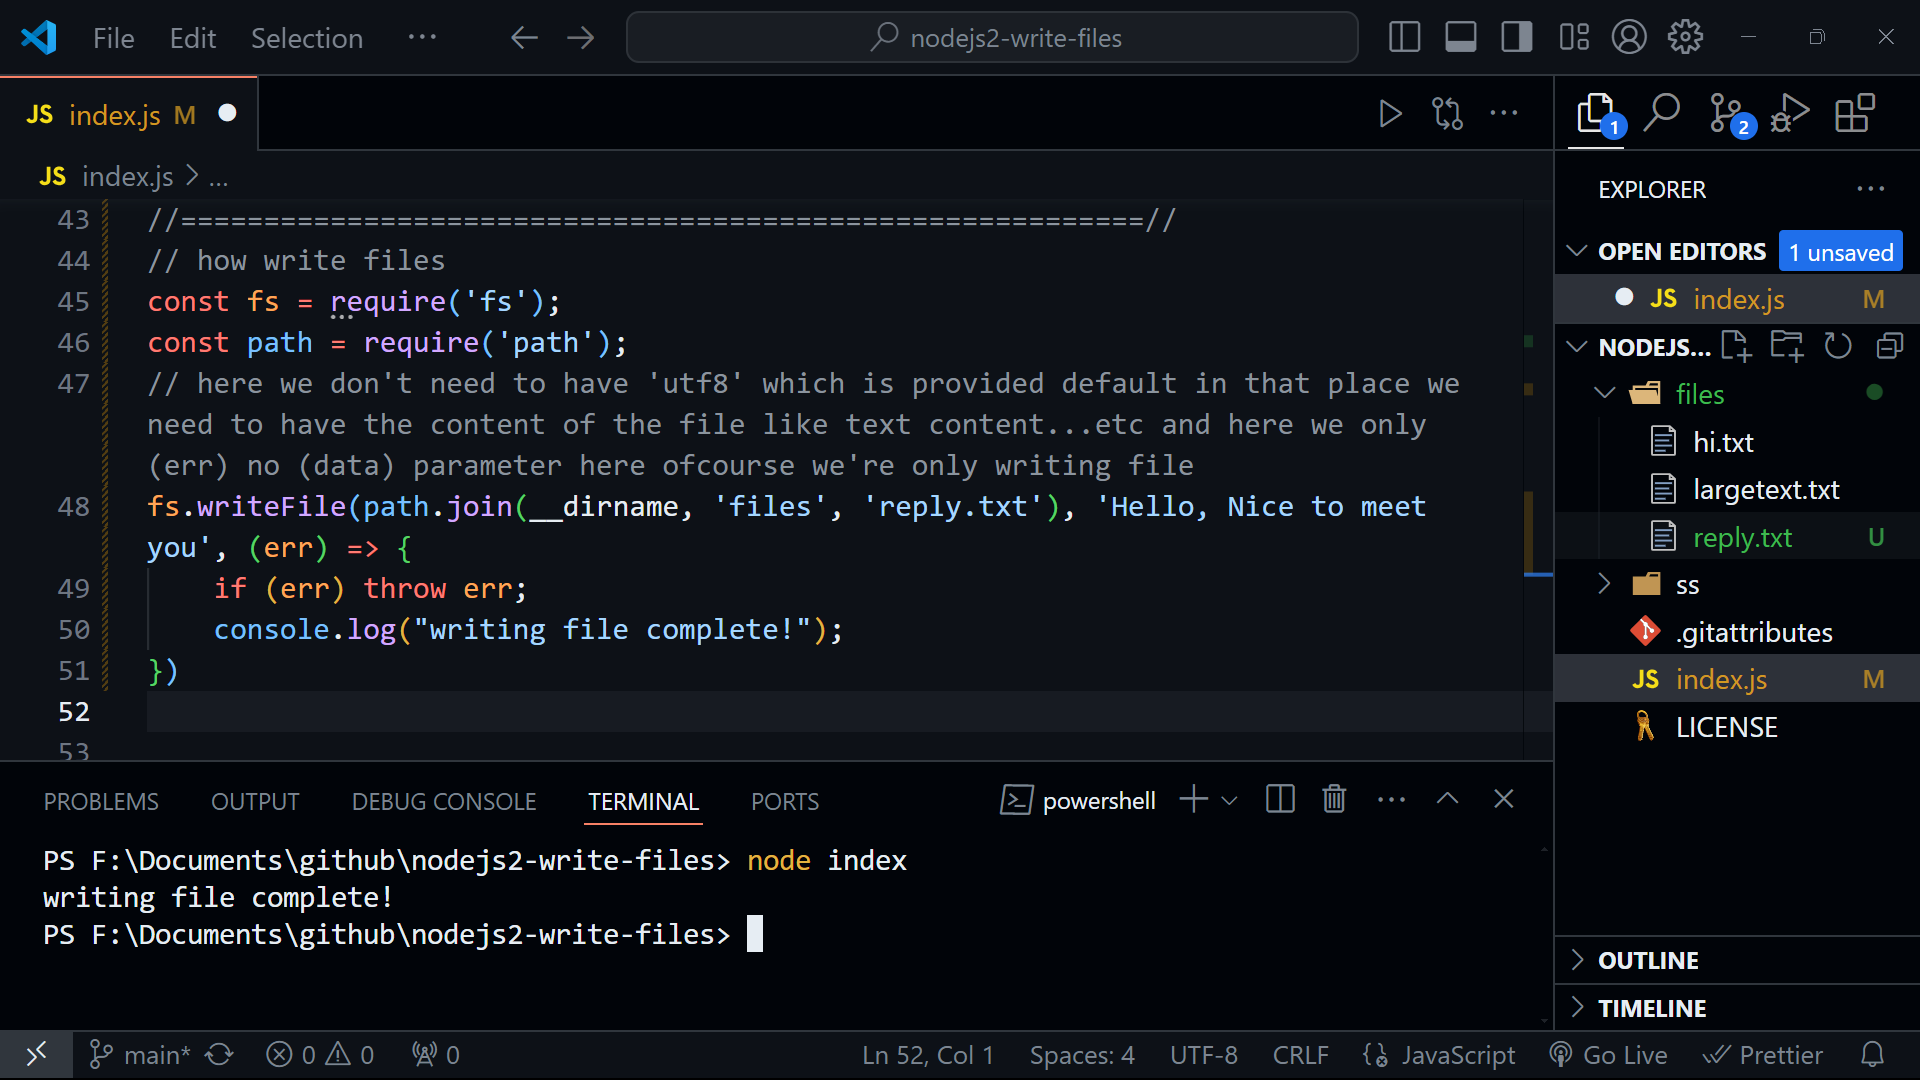 File Edit Selection ···
nodejs2-write-files
JS index.js M
JS index.js > ...
43 //==========================================================//
44 // how write files
45 const fs = require('fs');
46 const path = require('path');
47 // here we don't need to have 'utf8' which is provided default in that place we
need to have the content of the file like text content...etc and here we only
(err) no (data) parameter here ofcourse we're only writing file
48 fs.writeFile(path.join(__dirname, 'files', 'reply.txt'), 'Hello, Nice to meet
you', (err) => {
49 if (err) throw err;
50 console.log("writing file complete!");
51 })
52
53
PROBLEMS OUTPUT DEBUG CONSOLE TERMINAL PORTS
powershell
PS F:\Documents\github\nodejs2-write-files> node index
writing file complete!
PS F:\Documents\github\nodejs2-write-files>
1 2
EXPLORER
OPEN EDITORS 1 unsaved
JS index.js M
NODEJS...
files
hi.txt
largetext.txt
reply.txt U
ss
.gitattributes
JS index.js M
LICENSE
OUTLINE
TIMELINE
main* 0 0 0
Ln 52, Col 1 Spaces: 4 UTF-8 CRLF JavaScript Go Live Prettier